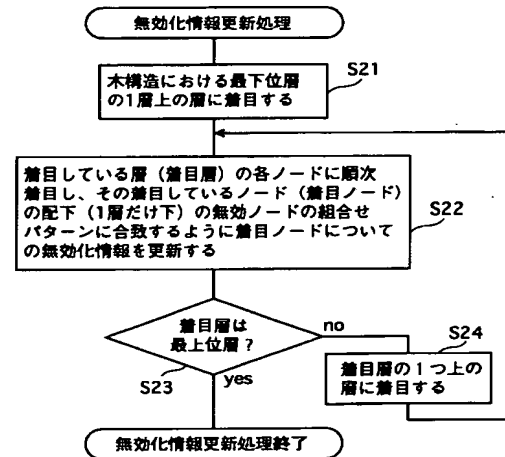 無効化情報更新処理
S21
木構造における最下位層
の1層上の層に着目する
着目している層（着目層）の各ノードに順次
着目し、その着目しているノード（着目ノード）
の配下（1層だけ下）の無効ノードの組合せ
パターンに合致するように着目ノードについて
の無効化情報を更新する
S22
着目層は
最上位層？
no
S23
yes
S24
着目層の１つ上の
層に着目する
無効化情報更新処理終了